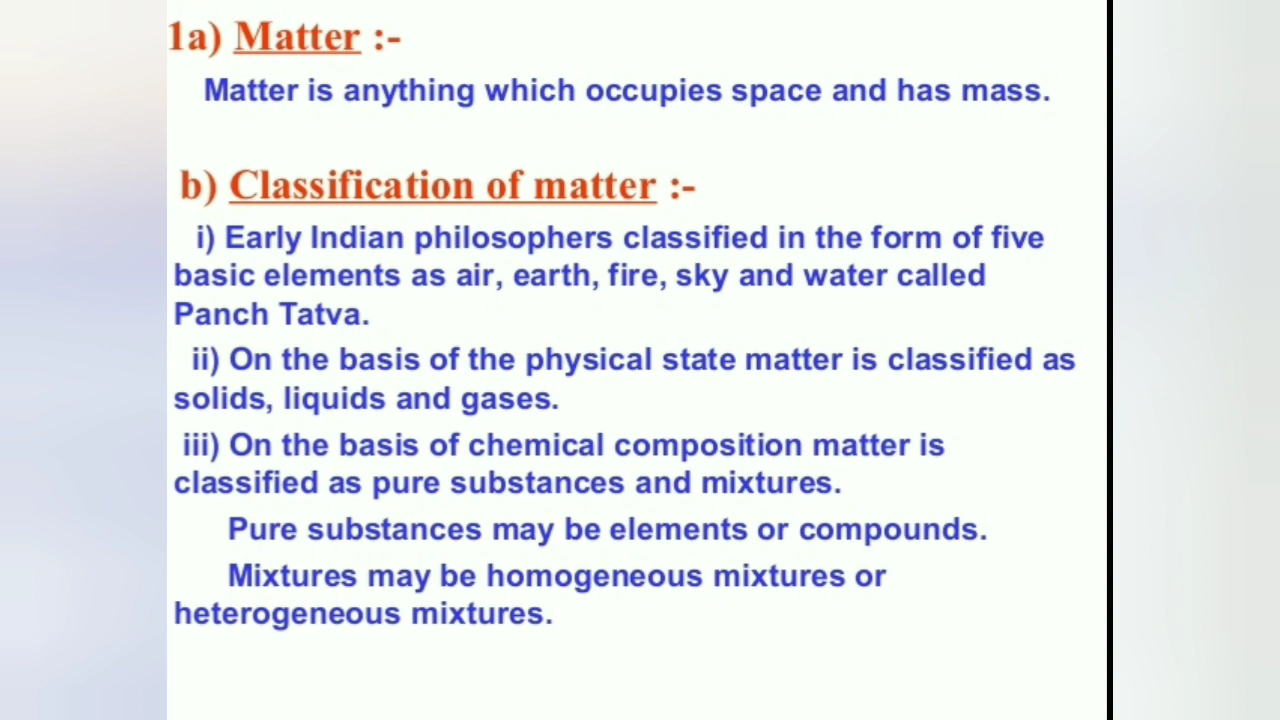 1a) Matter :-
Matter is anything which occupies space and has mass.
b) Classification of matter :-
i) Early Indian philosophers classified in the form of five
basic elements as air, earth, fire, sky and water called
Panch Tatva.
ii) On the basis of the physical state matter is classified as
solids, liquids and gases.
iii) On the basis of chemical composition matter is
classified as pure substances and mixtures.
Pure substances may be elements or compounds.
Mixtures may be homogeneous mixtures or
heterogeneous mixtures.